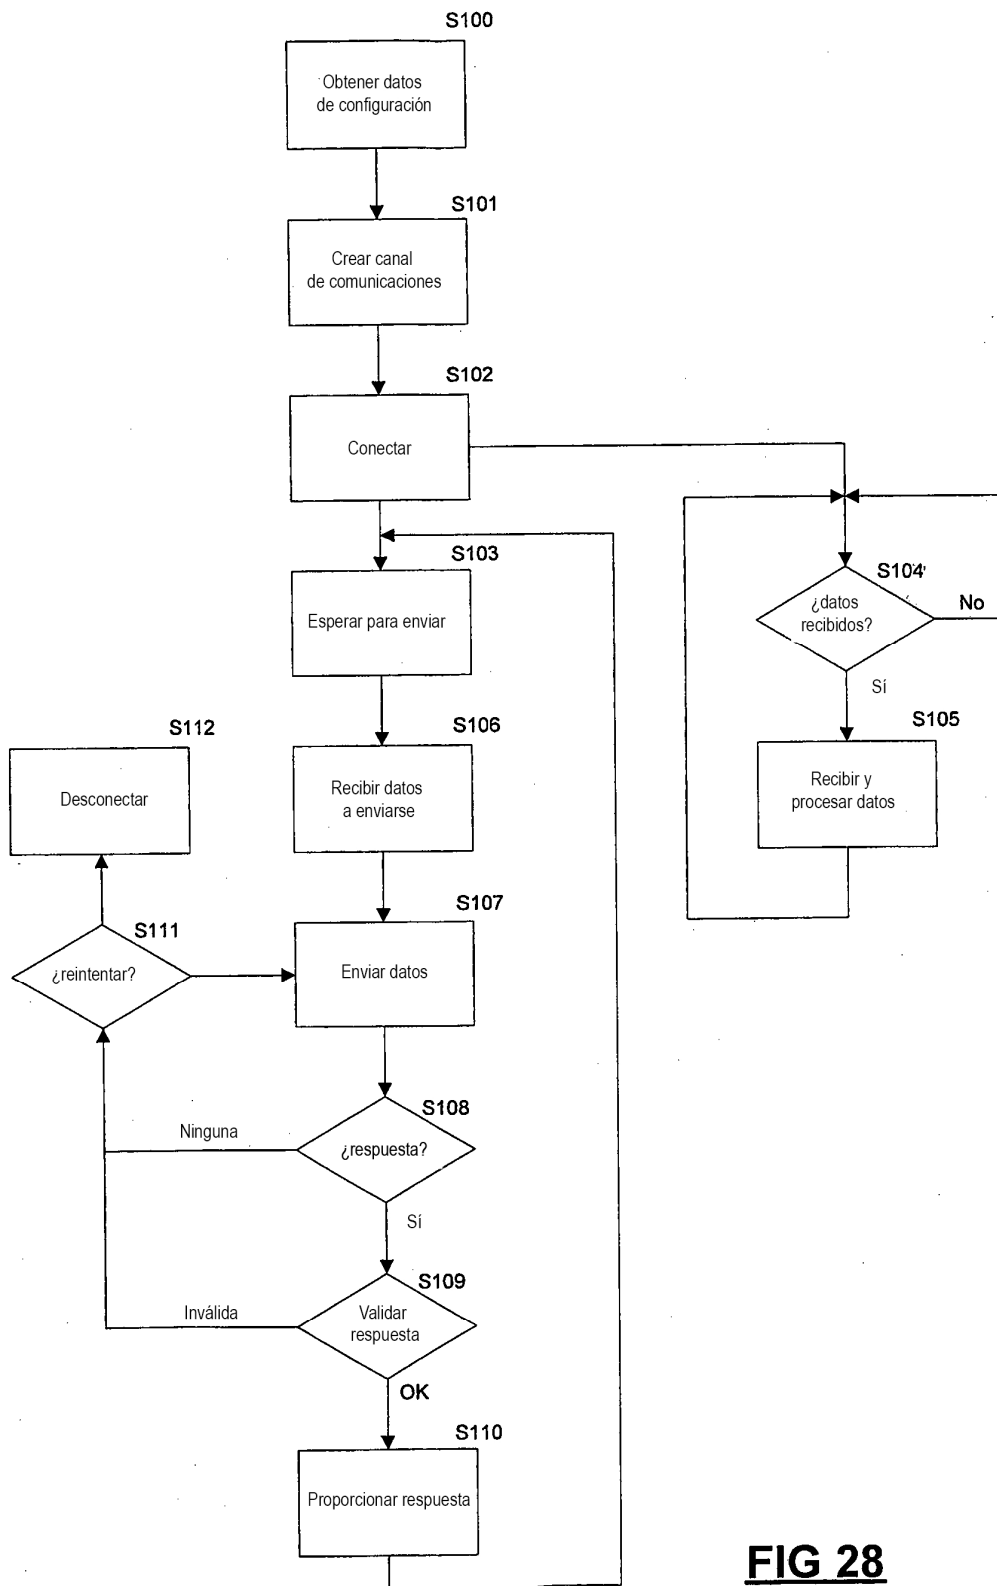 S100
Obtener datos
de configuración
S101
Crear canal
de comunicaciones
S102
Conectar
S103
Esperar para enviar
S104
¿datos
recibidos?
No
Sí
S105
Recibir y
procesar datos
S106
Recibir datos
a enviarse
S112
Desconectar
S107
Enviar datos
S111
¿reintentar?
S108
¿respuesta?
Ninguna
Sí
S109
Validar
respuesta
Inválida
OK
S110
Proporcionar respuesta
FIG 28